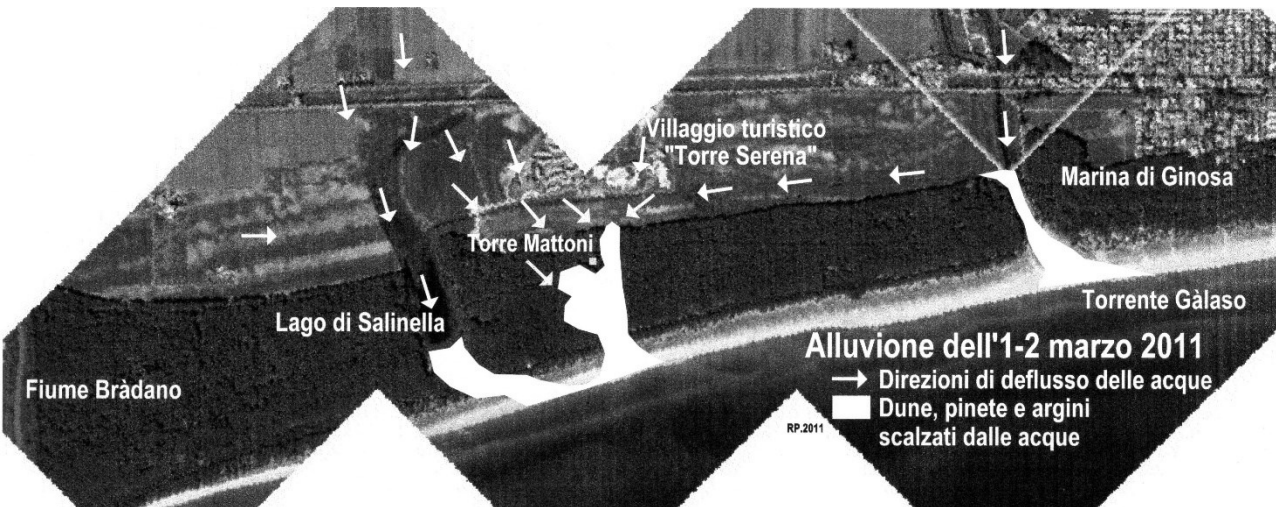 Villaggio turistico
"Torre Serena"
Marina di Ginosa
Torre Mattoni
Lago di Salinella
Torrente Gàlaso
Fiume Bràdano
Alluvione dell'1-2 marzo 2011
Direzioni di deflusso delle acque
Dune, pinete e argini
scalzati dalle acque
RP.2011